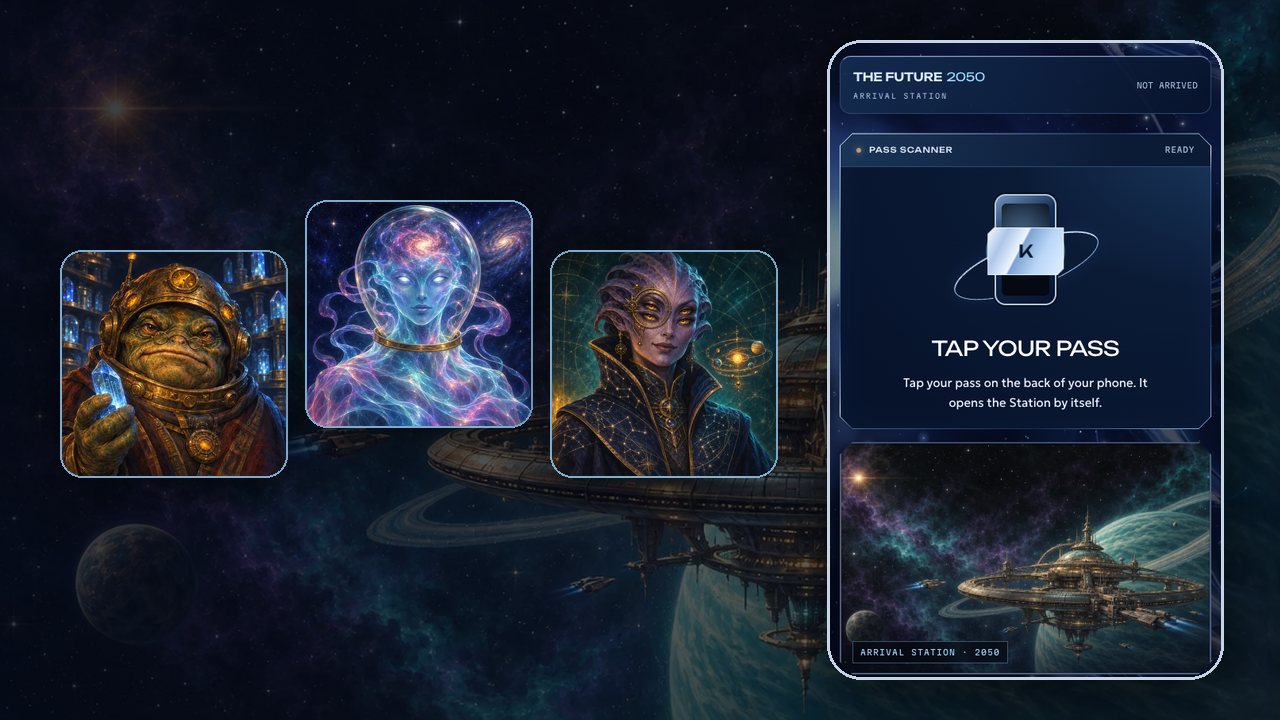 THE FUTURE 2050
ARRIVAL STATION
NOT ARRIVED
PASS SCANNER
READY
K
TAP YOUR PASS
Tap your pass on the back of your phone. It
opens the Station by itself.
ARRIVAL STATION · 2050